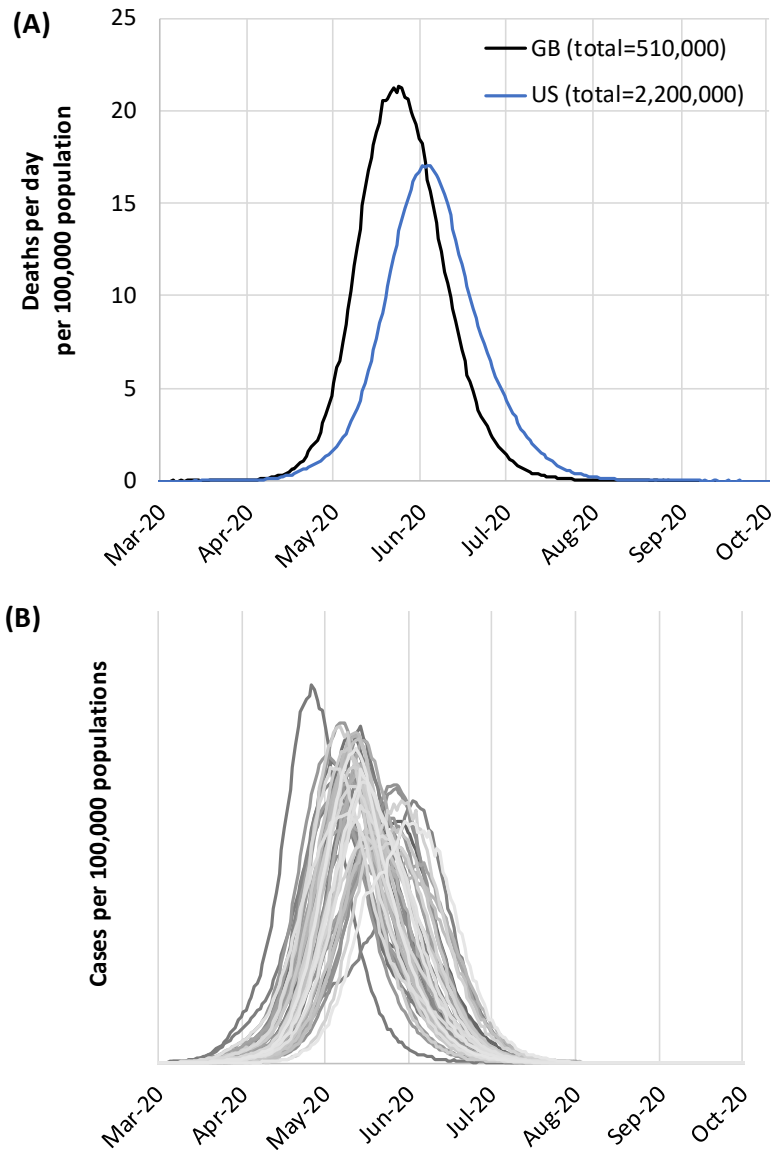 (A)
Deaths per day
per 100,000 population
25
20
15
10
5
0
GB (total=510,000)
US (total=2,200,000)
Mar-20
Apr-20
May-20
Jun-20
Jul-20
Aug-20
Sep-20
Oct-20
(B)
Cases per 100,000 populations
Mar-20
Apr-20
May-20
Jun-20
Jul-20
Aug-20
Sep-20
Oct-20